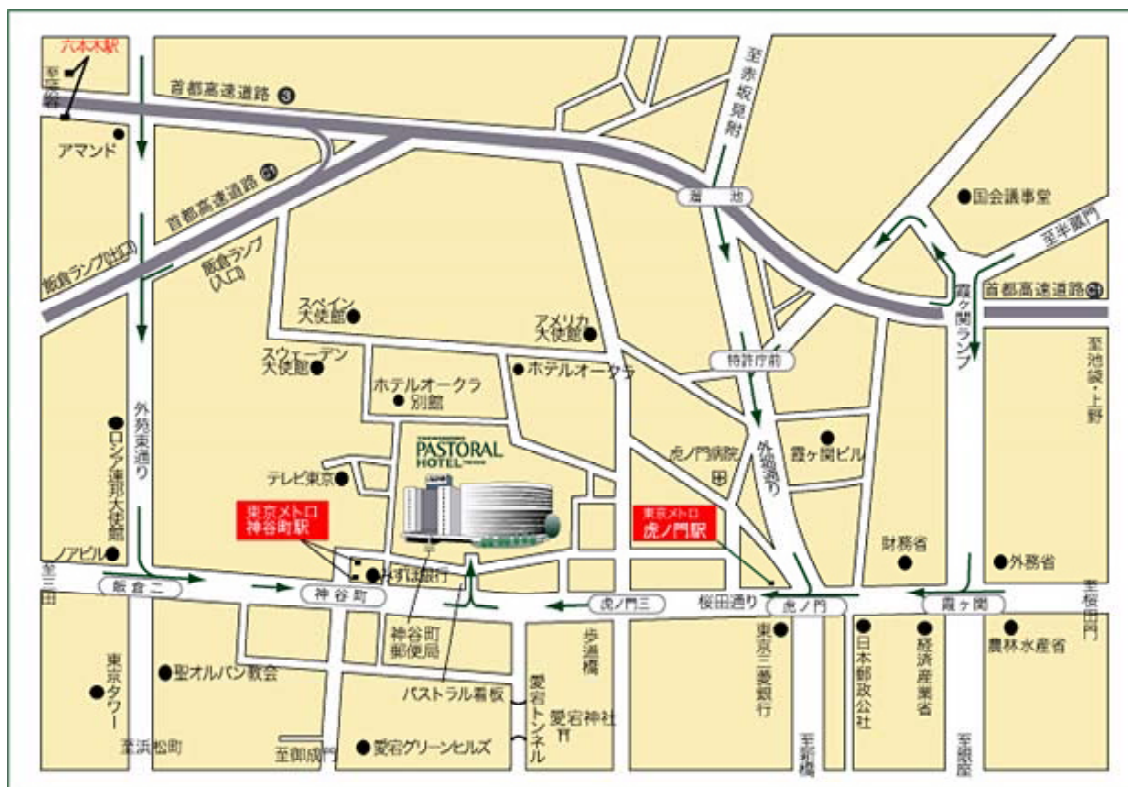 六本木駅
至渋谷
首都高速道路 3
アマンド
首都高速道路 C1
飯倉ランプ(出口)
飯倉ランプ
(入口)
至赤坂見附
溜池
国会議事堂
至半蔵門
首都高速道路C1
霞ヶ関ランプ
至池袋・上野
スペイン
大使館
スウェーデン
大使館
アメリカ
大使館
ホテルオークラ
ホテルオークラ
別館
特許庁前
外苑東通り
ロシア連邦大使館
PASTORAL
HOTEL
テレビ東京
虎ノ門病院
外堀通り
霞ヶ関ビル
東京メトロ
神谷町駅
東京メトロ
虎ノ門駅
ノアビル
みずほ銀行
財務省
外務省
至三田
飯倉二
神谷町
虎ノ門三
桜田通り
虎ノ門
霞ヶ関
至桜田門
神谷町
郵便局
歩道橋
東京三菱銀行
日本郵政公社
経済産業省
農林水産省
東京タワー
聖オルバン教会
パストラル看板
愛宕トンネル
愛宕神社
至浜松町
至御成門
愛宕グリーンヒルズ
至新橋
至銀座